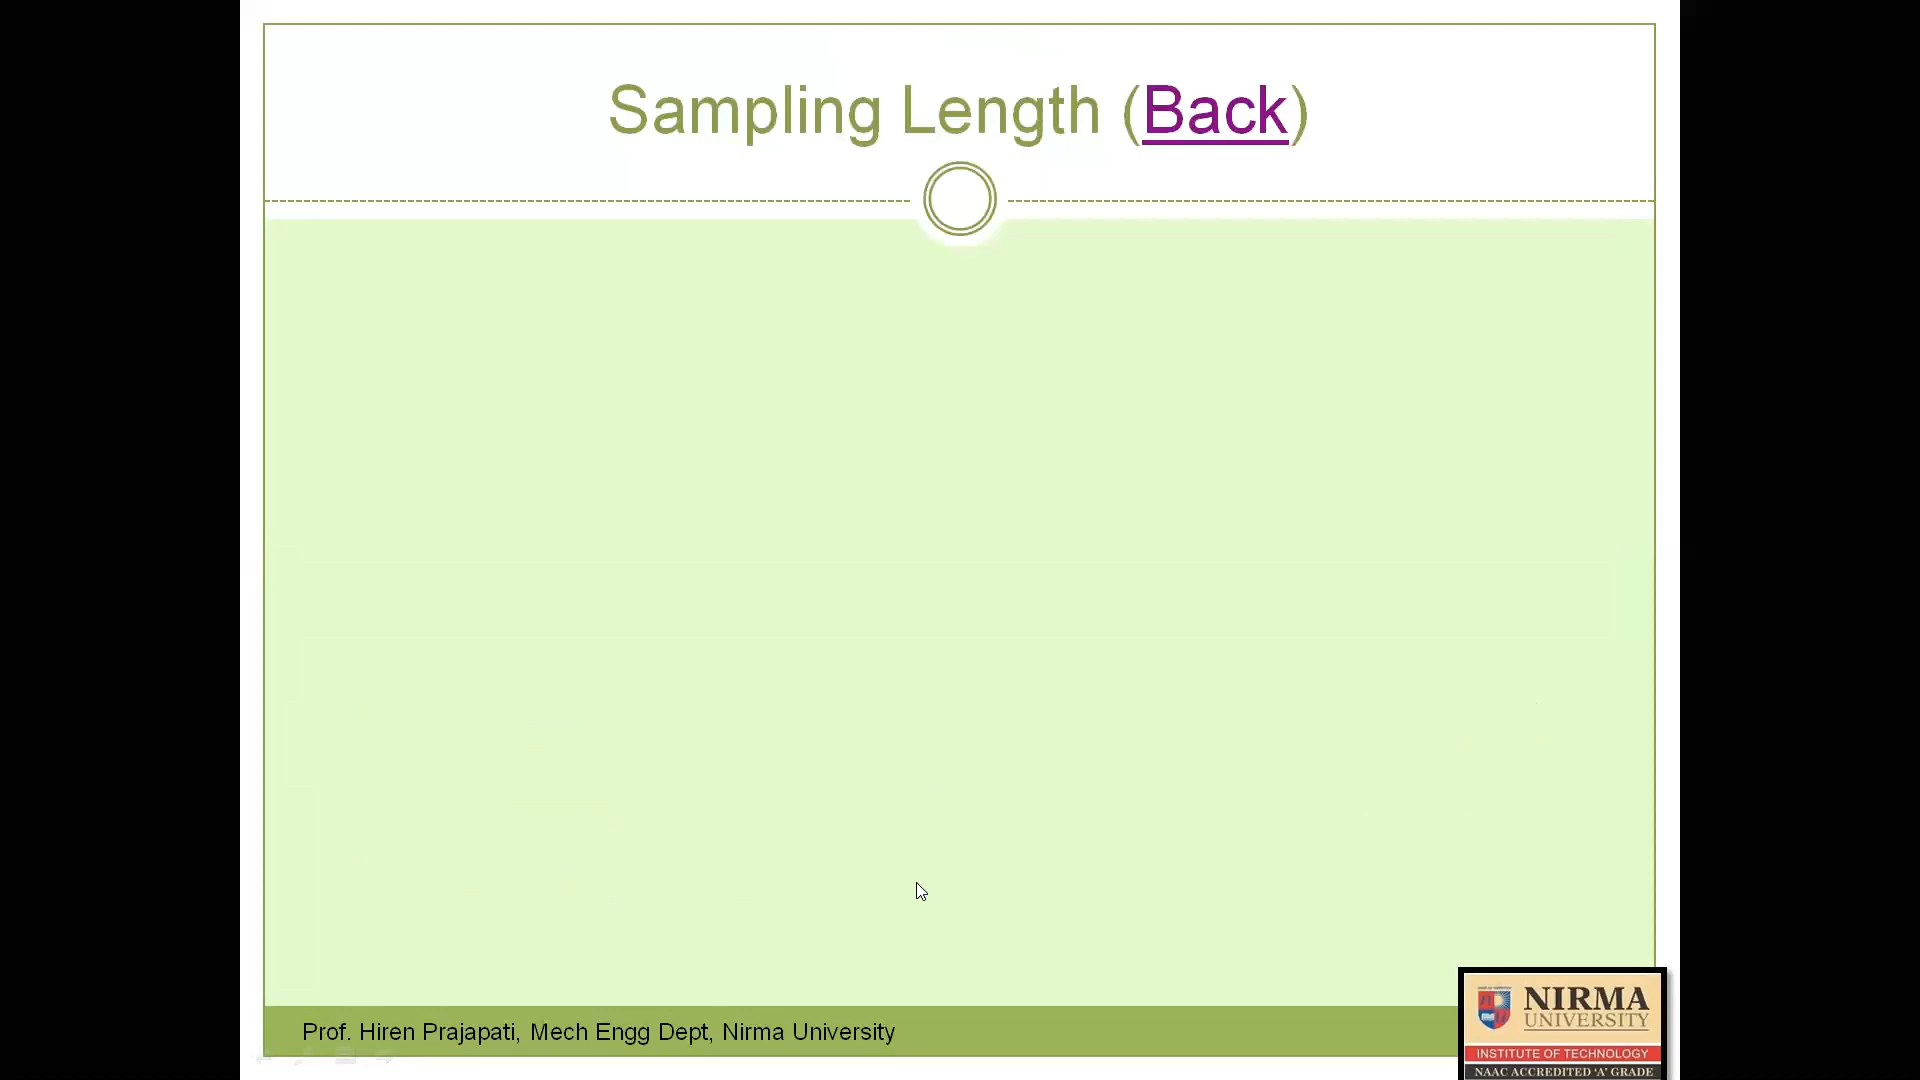 Sampling Length (Back)
Prof. Hiren Prajapati, Mech Engg Dept, Nirma University
NIRMA
UNIVERSITY
INSTITUTE OF TECHNOLOGY
NAAC ACCREDITED 'A' GRADE